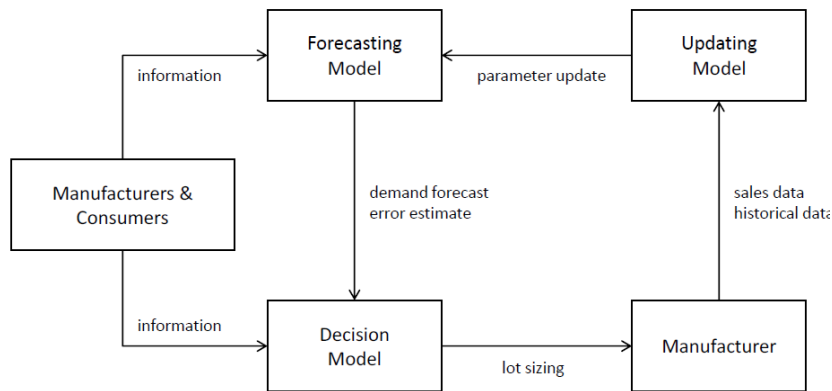 Forecasting
Model
Updating
Model
information
parameter update
Manufacturers &
Consumers
demand forecast
error estimate
sales data
historical data
information
Decision
Model
lot sizing
Manufacturer